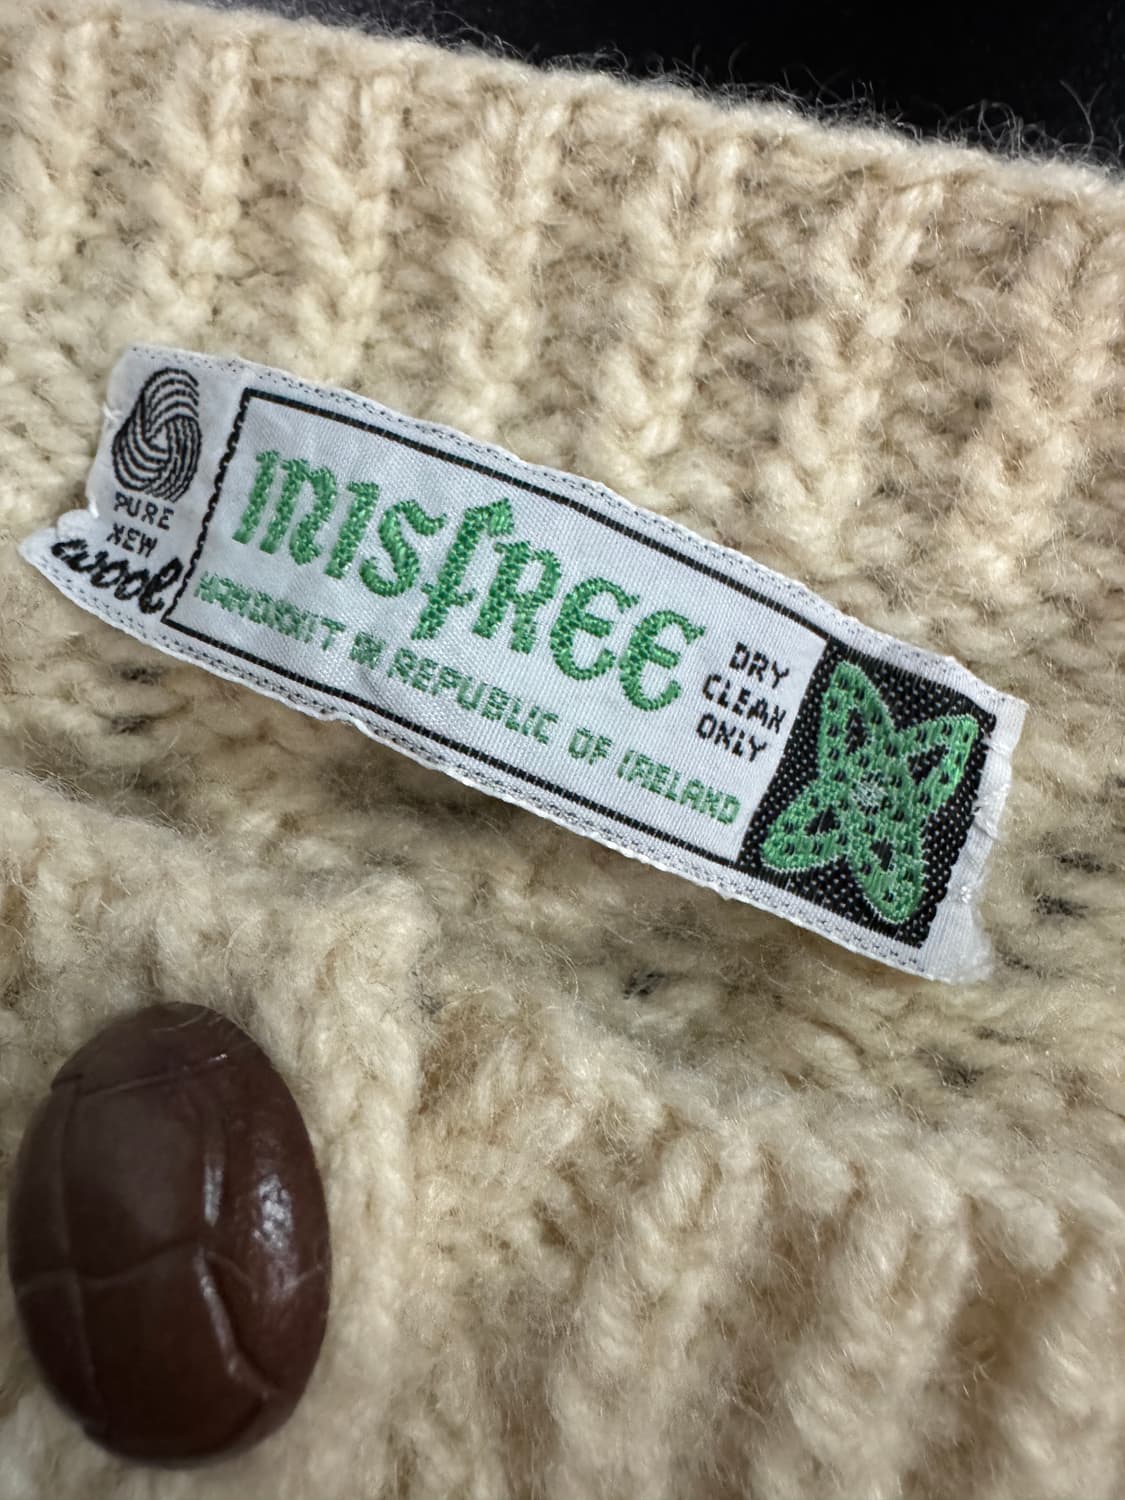 PURE
NEW
wool
INISFREE
HANDKNIT IN REPUBLIC OF IRELAND
DRY
CLEAN
ONLY